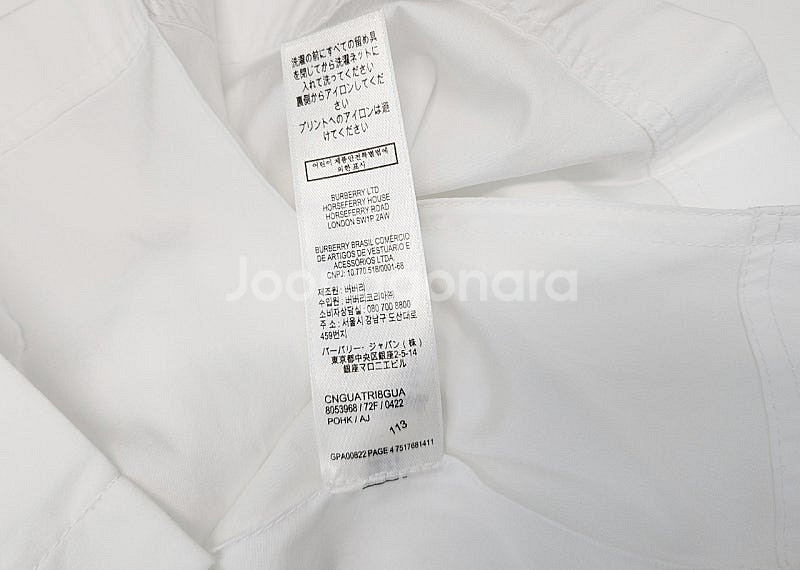 洗濯の前にすべての留め具
を閉じてから洗濯ネットに
入れて洗ってください
裏側からアイロンしてくだ
さい
プリントへのアイロンは避
けてください
어린이 제품안전특별법에
의한 표시
BURBERRY LTD
HORSEFERRY HOUSE
HORSEFERRY ROAD
LONDON SW1P 2AW
BURBERRY BRASIL COMÉRCIO
DE ARTIGOS DE VESTUARIO E
ACESSÓRIOS LTDA
CNPJ: 10.770.518/0001-68
제조원 : 버버리
수입원 : 버버리코리아㈜
소비자상담실 : 080 700 8800
주 소 : 서울시 강남구 도산대로
459번지
バーバリー・ジャパン (株)
東京都中央区銀座2-5-14
銀座マロニエビル
CNGUATRI8GUA
8053968 / 72F / 0422
POHK / AJ
113
GPA00822 PAGE 4 7517681411